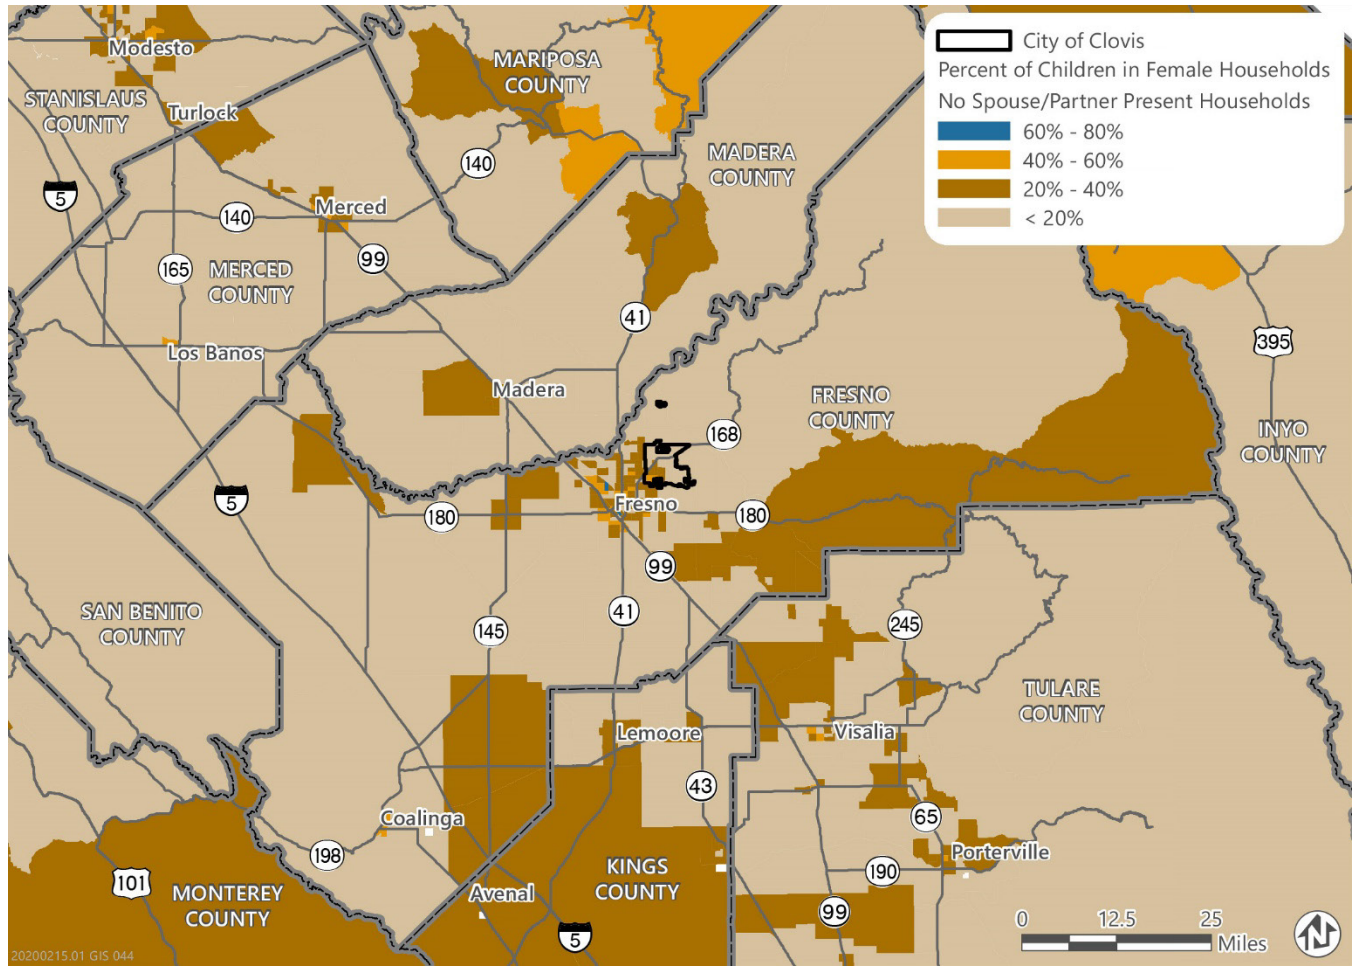 City of Clovis
Percent of Children in Female Households
No Spouse/Partner Present Households
60% - 80%
40% - 60%
20% - 40%
< 20%
Modesto
MARIPOSA
COUNTY
STANISLAUS
COUNTY
Turlock
MADERA
COUNTY
140
5
Merced
140
99
165
MERCED
COUNTY
41
395
Los Banos
Madera
FRESNO
COUNTY
168
INYO
COUNTY
5
Fresno
180
180
99
SAN BENITO
COUNTY
41
145
245
TULARE
COUNTY
Lemoore
Visalia
43
Coalinga
65
198
Porterville
101
MONTEREY
COUNTY
KINGS
COUNTY
190
Avenal
99
5
0 12.5 25
Miles
N
20200215.01 GIS 044